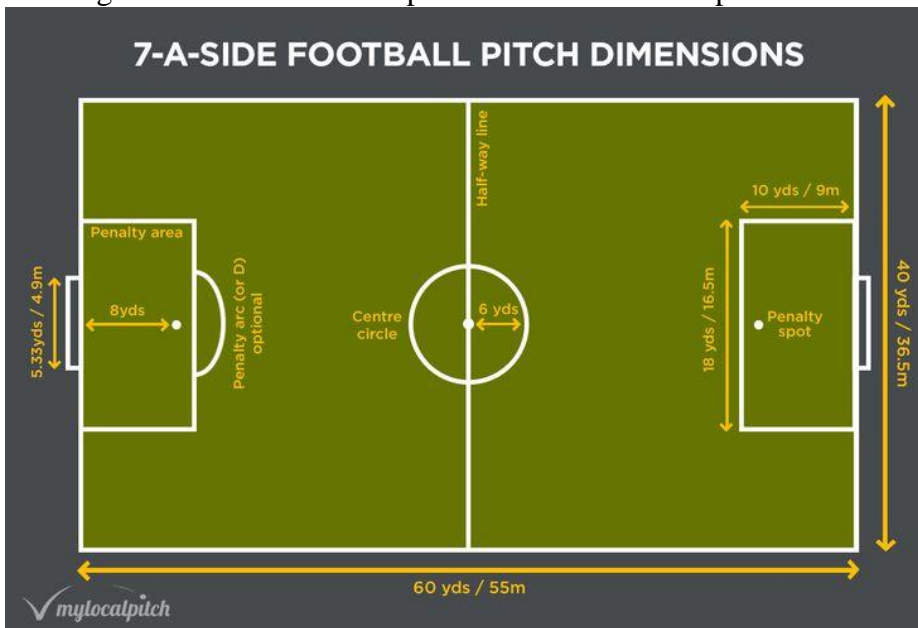 7-A-SIDE FOOTBALL PITCH DIMENSIONS
Half-way line
10 yds / 9m
Penalty area
5.33yds / 4.9m
8yds
Penalty arc (or D)
optional
Centre
circle
6 yds
18 yds / 16.5m
Penalty
spot
40 yds / 36.5m
60 yds / 55m
mylocalpitch